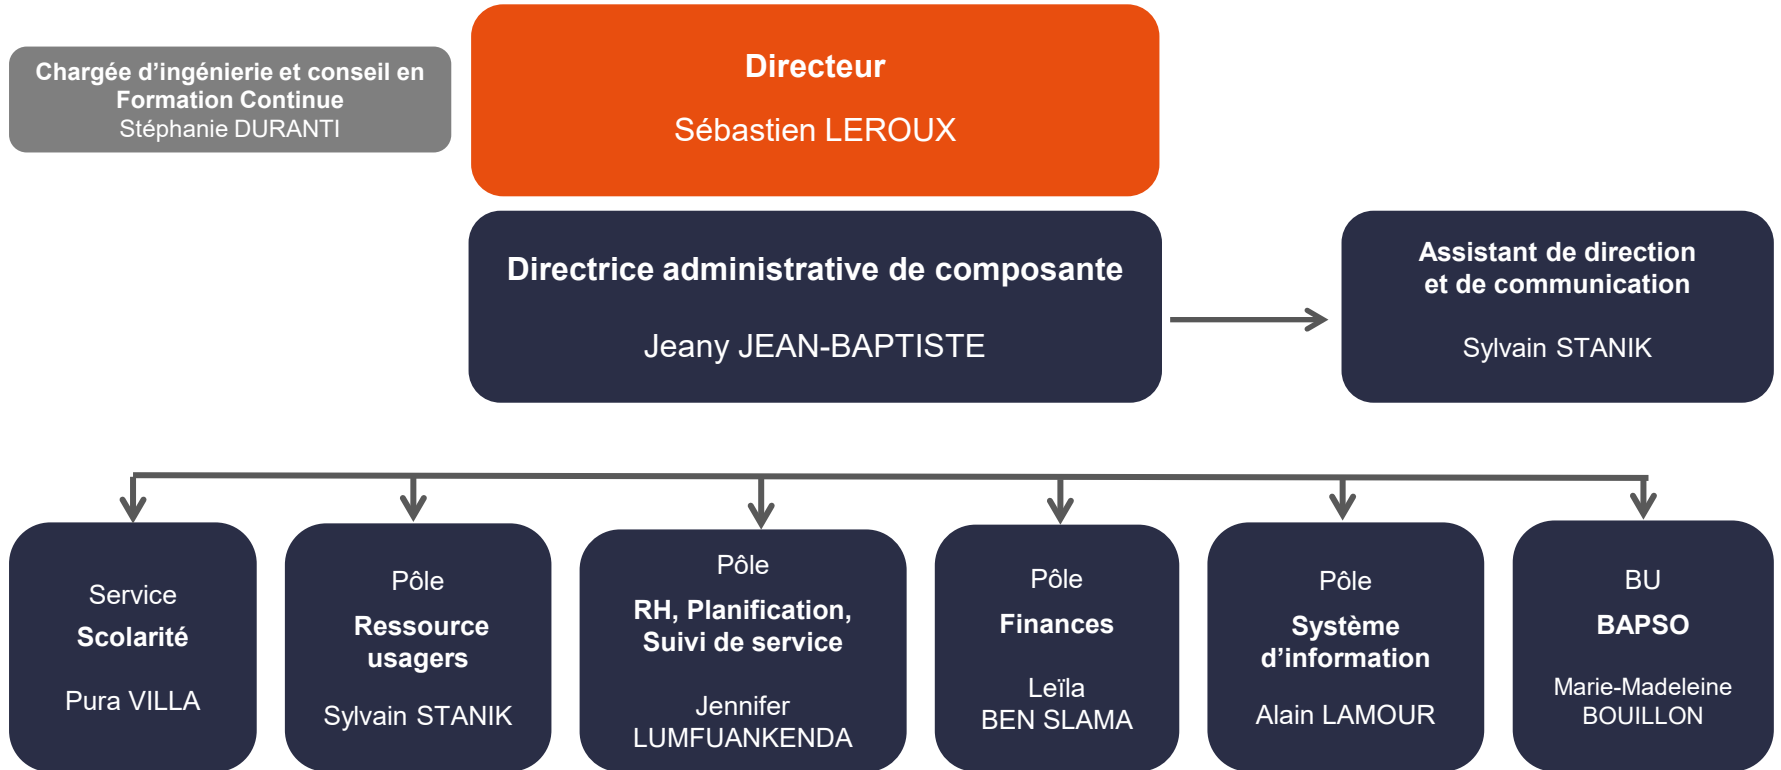 Chargée d’ingénierie et conseil en
Formation Continue
Stéphanie DURANTI
Directeur
Sébastien LEROUX
Directrice administrative de composante
Jeany JEAN-BAPTISTE
Assistant de direction
et de communication
Sylvain STANIK
Service
Scolarité
Pura VILLA
Pôle
Ressource
usagers
Sylvain STANIK
Pôle
RH, Planification,
Suivi de service
Jennifer
LUMFUANKENDA
Pôle
Finances
Leïla
BEN SLAMA
Pôle
Système
d’information
Alain LAMOUR
BU
BAPSO
Marie-Madeleine
BOUILLON